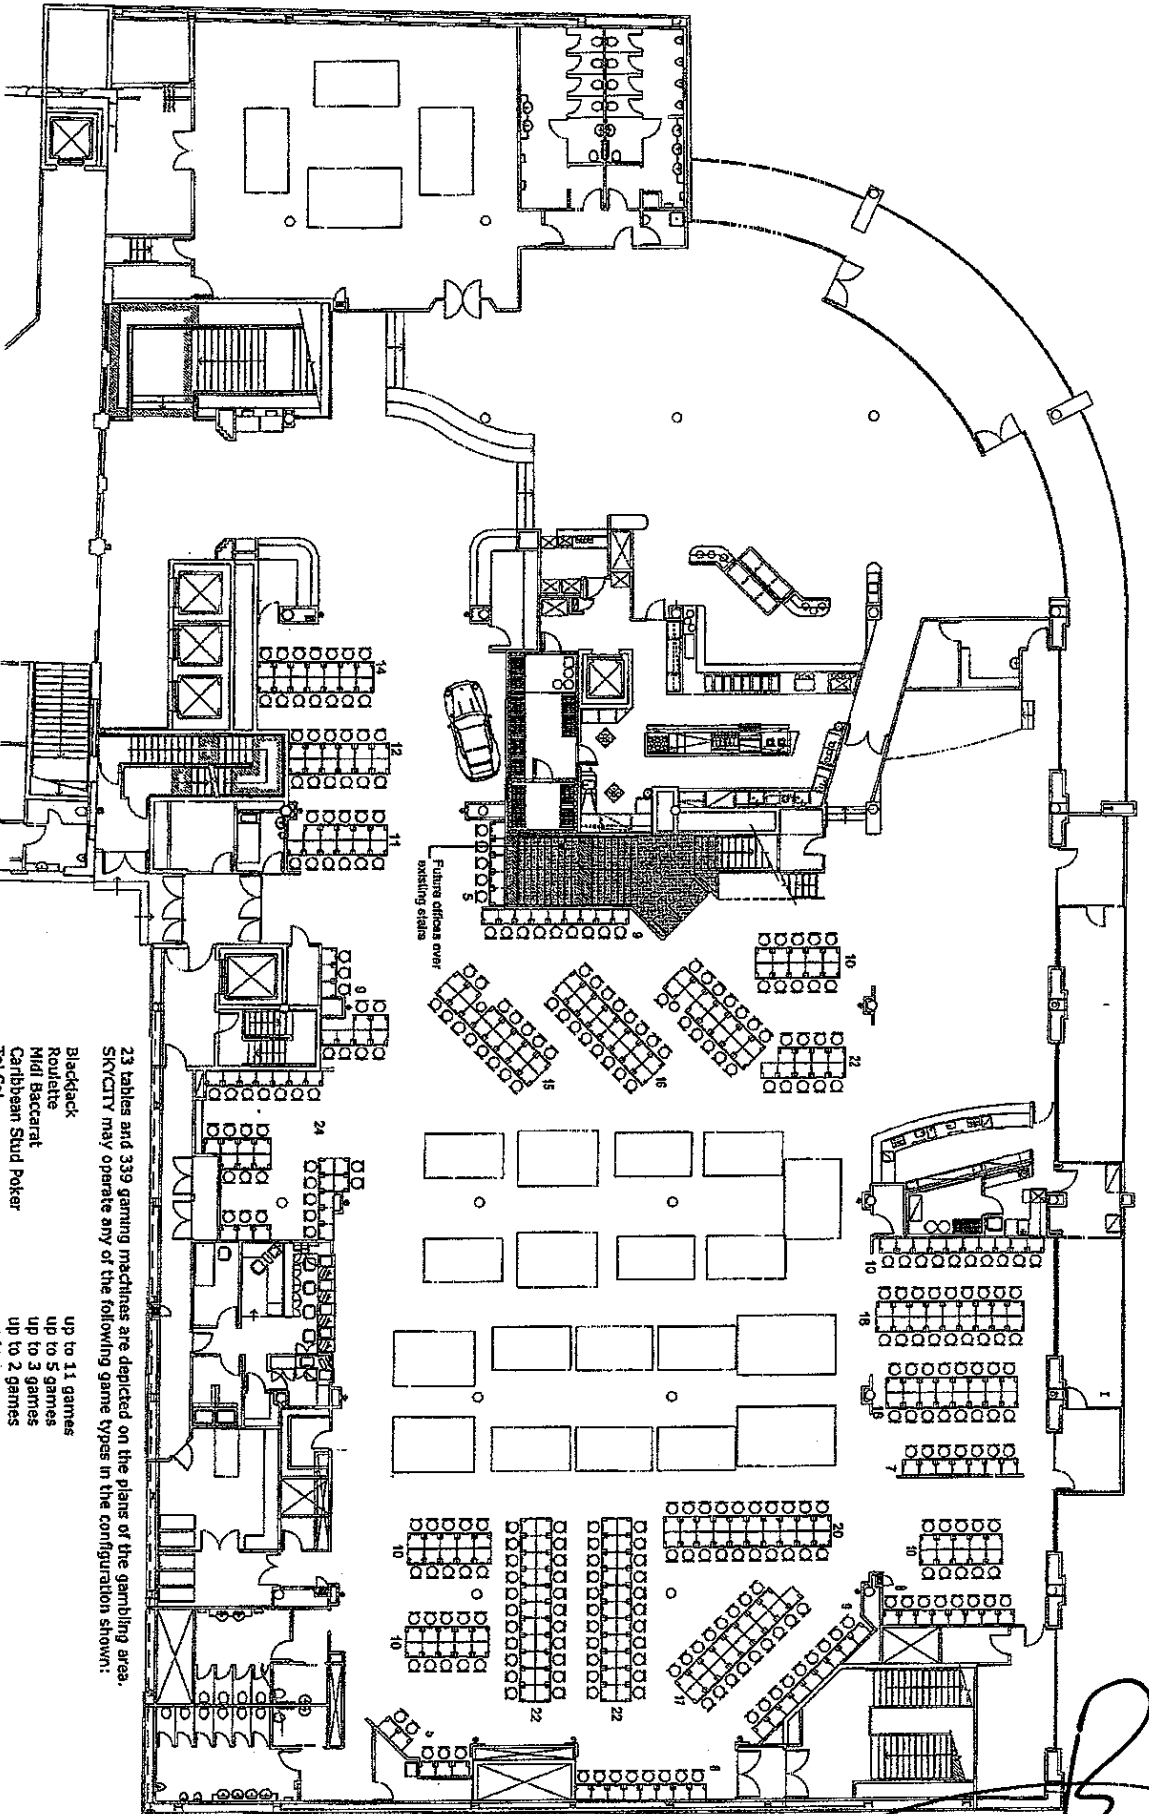 14
12
11
5
9
Future offices over
existing stairs
10
22
16
15
24
10
18
7
10
20
17
9
10
10
22
22
23 tables and 339 gaming machines are depicted on the plans of the gambling area.
SKYCITY may operate any of the following game types in the configuration shown:
Blackjack up to 11 games
Roulette up to 5 games
Midi Baccarat up to 3 games
Caribbean Stud Poker up to 2 games